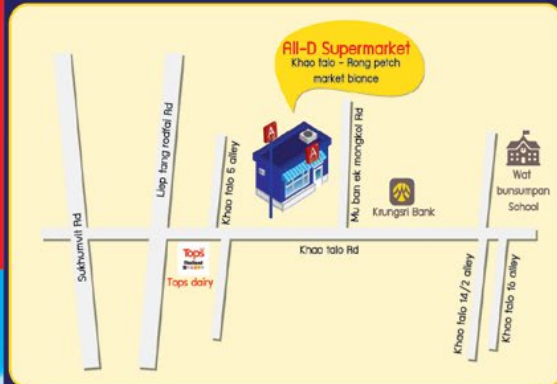 All-D Supermarket
Khao talo - Rong petch
market biance
Sukhumvit Rd
Liep tang rodfai Rd
Khao talo 5 alley
A
A
Mu ban ek mongkol Rd
Krungsri Bank
Wat
bunsumpan
School
Tops
Thailand
Tops dairy
Khao talo Rd
Khao talo 14/2 alley
Khao talo 16 alley